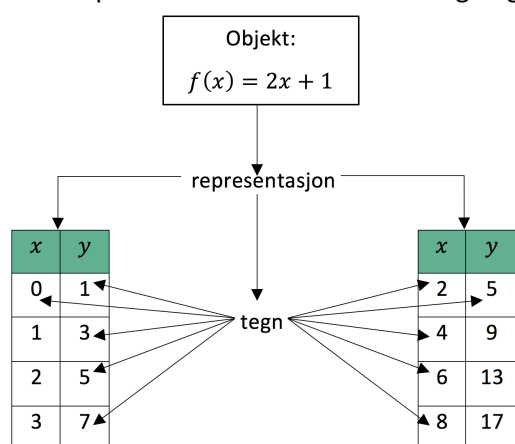 Objekt:
f(x) = 2x + 1
representasjon
x y
0 1
1 3
2 5
3 7
tegn
x y
2 5
4 9
6 13
8 17